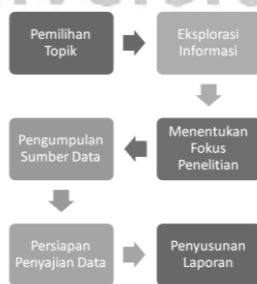 Pemilihan
Topik
Eksplorasi
Informasi
Menentukan
Fokus
Penelitian
Pengumpulan
Sumber Data
Persiapan
Penyajian Data
Penyusunan
Laporan